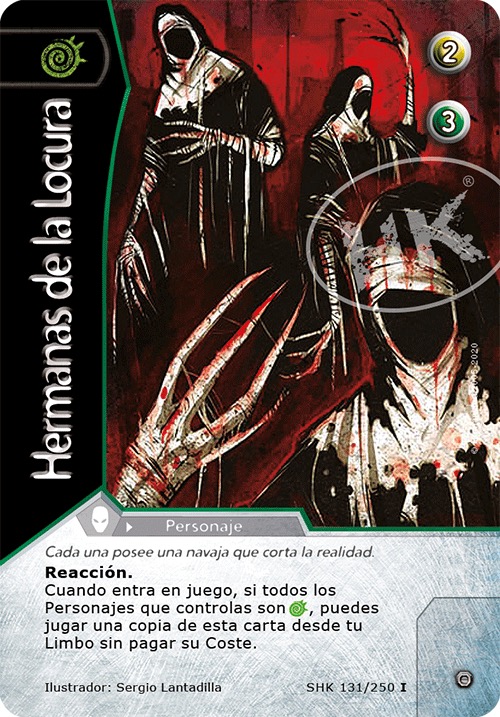 Hermanas de la Locura
2
3
HK®
Personaje
Cada una posee una navaja que corta la realidad.
Reacción.
Cuando entra en juego, si todos los
Personajes que controlas son , puedes
jugar una copia de esta carta desde tu
Limbo sin pagar su Coste.
Ilustrador: Sergio Lantadilla
SHK 131/250 I